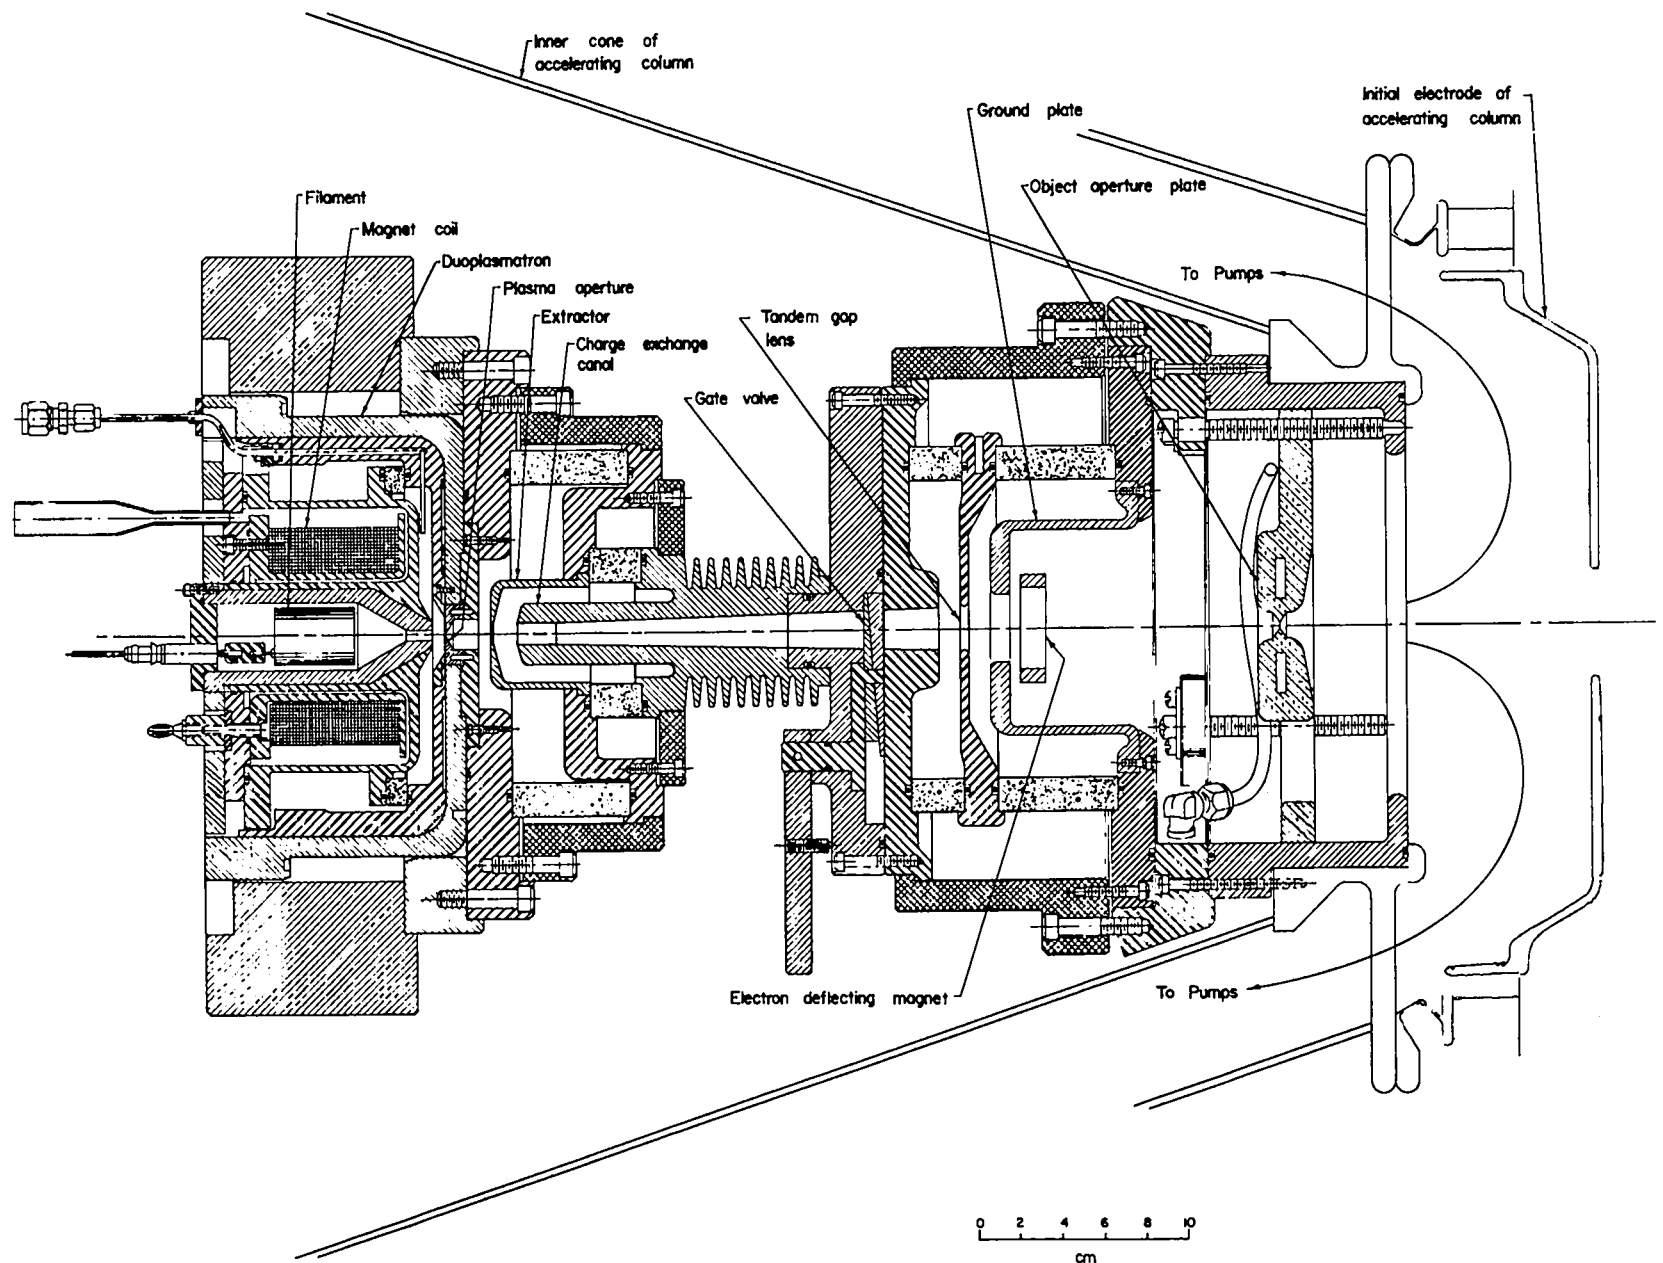 Inner cone of
accelerating column
Ground plate
Initial electrode of
accelerating column
Object aperture plate
Filament
Magnet coil
Duoplasmatron
Plasma aperture
Extractor
Charge exchange
canal
Gate valve
Tandem gap
lens
To Pumps
Electron deflecting magnet
To Pumps
0 2 4 6 8 10
cm